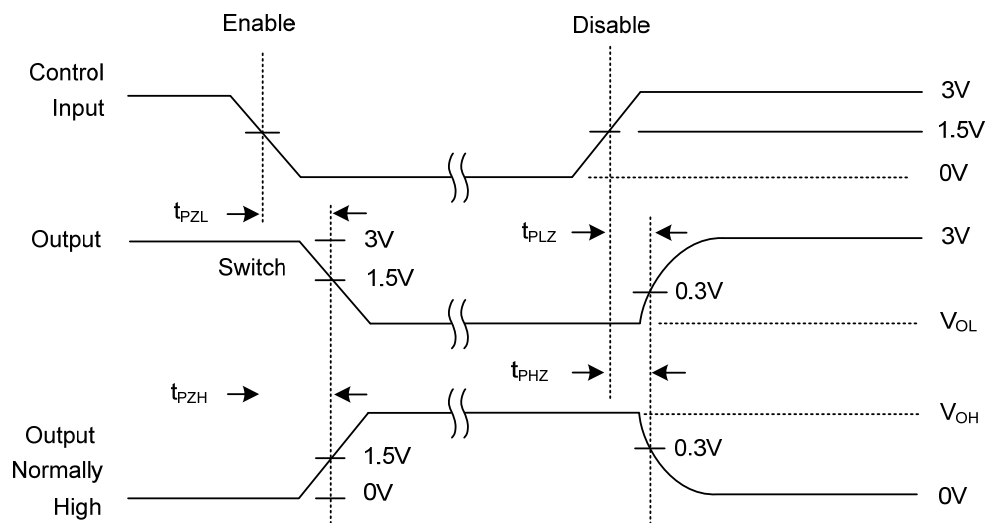 Enable
Disable
Control
Input
3V
1.5V
0V
tPZL
Output
3V
Switch
1.5V
tPLZ
3V
0.3V
VOL
tPZH
tPHZ
VOH
Output
Normally
High
1.5V
0V
0.3V
0V